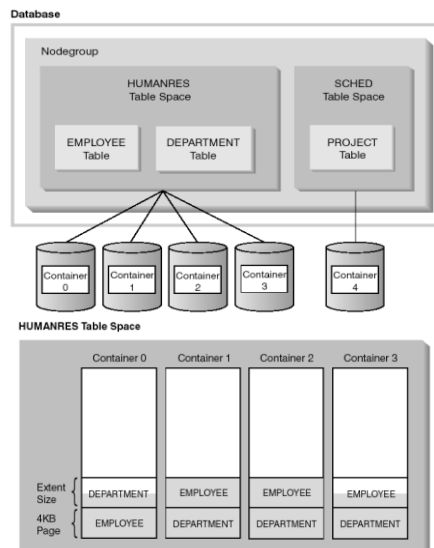 Database
Nodegroup
HUMANRES
Table Space
SCHED
Table Space
EMPLOYEE
Table
DEPARTMENT
Table
PROJECT
Table
Container
0
Container
1
Container
2
Container
3
Container
4
HUMANRES Table Space
Container 0
Container 1
Container 2
Container 3
Extent
Size
DEPARTMENT
EMPLOYEE
EMPLOYEE
EMPLOYEE
4KB
Page
EMPLOYEE
DEPARTMENT
DEPARTMENT
DEPARTMENT